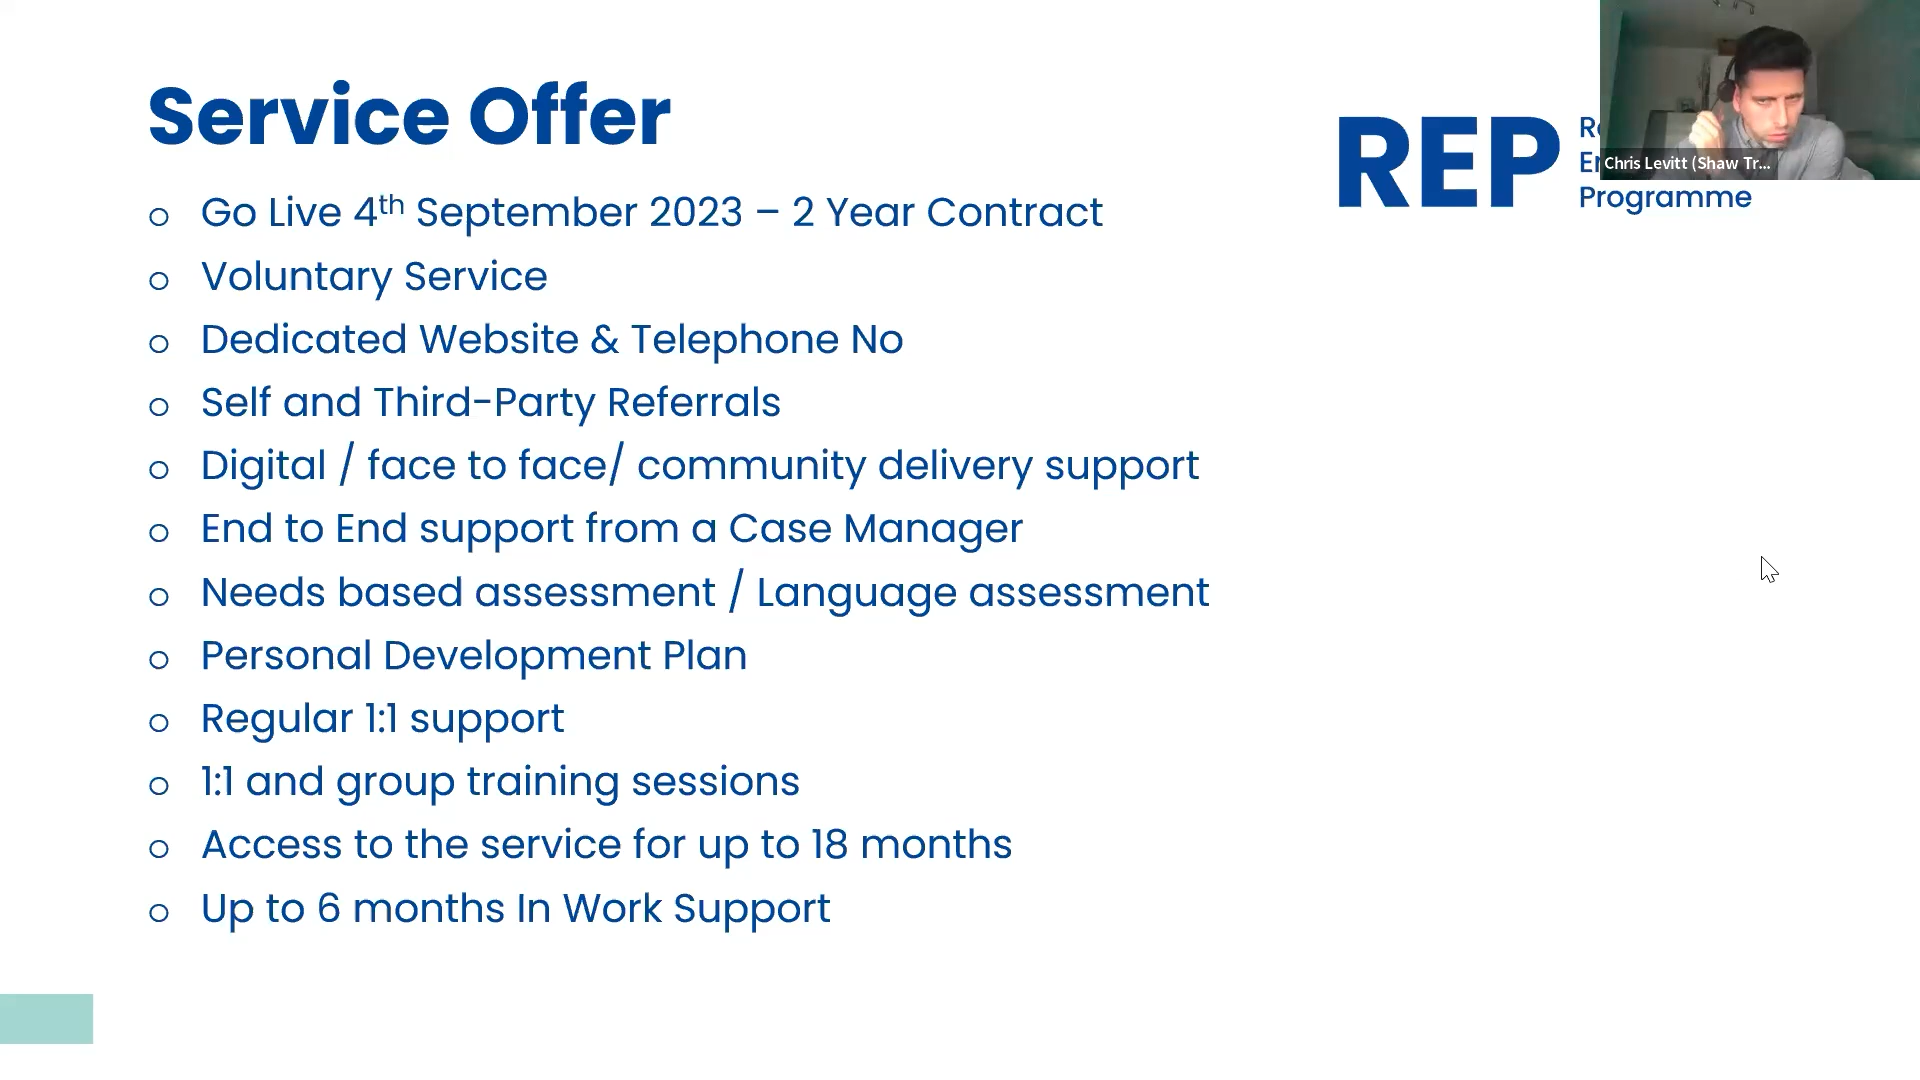 Service Offer
REP
Programme
Chris Levitt (Shaw Tr...
o Go Live 4th September 2023 – 2 Year Contract
o Voluntary Service
o Dedicated Website & Telephone No
o Self and Third-Party Referrals
o Digital / face to face/ community delivery support
o End to End support from a Case Manager
o Needs based assessment / Language assessment
o Personal Development Plan
o Regular 1:1 support
o 1:1 and group training sessions
o Access to the service for up to 18 months
o Up to 6 months In Work Support